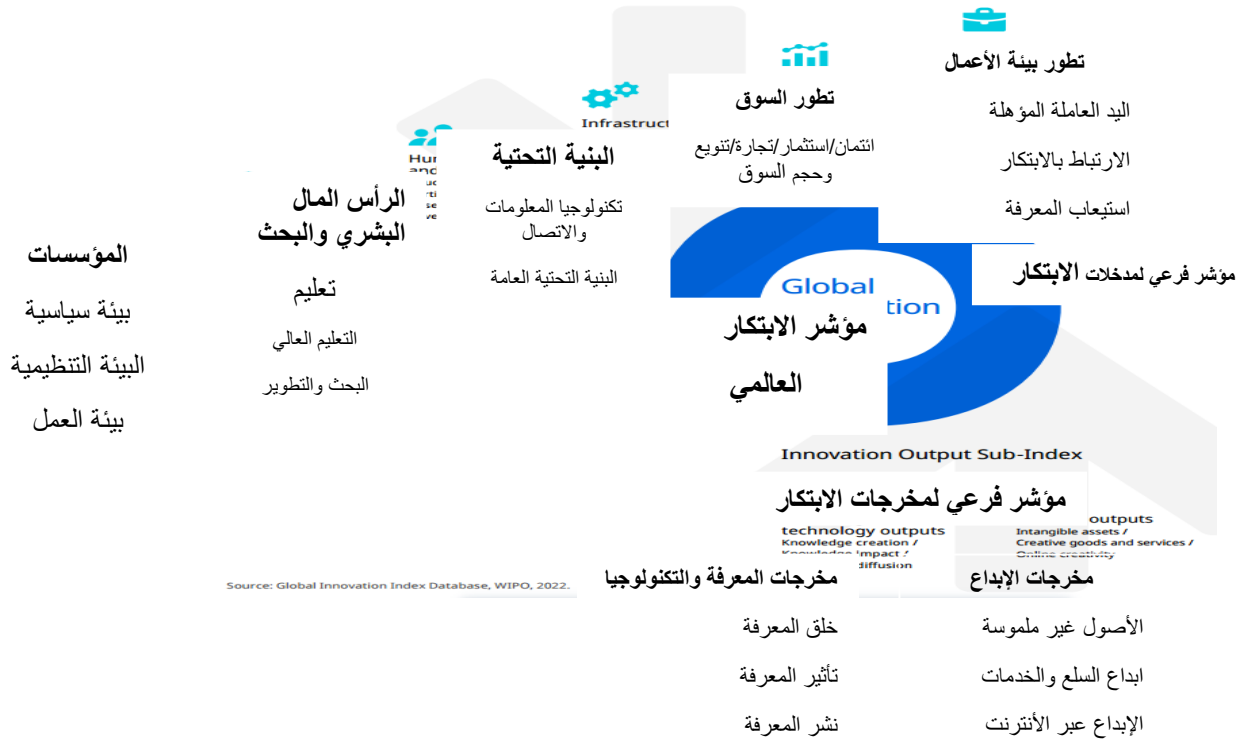 تطور بيئة الأعمال
اليد العاملة المؤهلة
الارتباط بالابتكار
استيعاب المعرفة
تطور السوق
ائتمان/استثمار/تجارة/تنويع
وحجم السوق
Infrastruct
البنية التحتية
تكنولوجيا المعلومات
والاتصال
البنية التحتية العامة
Hur
الرأس المال
البشري والبحث
تعليم
التعليم العالي
البحث والتطوير
المؤسسات
بيئة سياسية
البيئة التنظيمية
بيئة العمل
مؤشر فرعي لمدخلات الابتكار
Global
tion
مؤشر الابتكار
العالمي
Innovation Output Sub-Index
مؤشر فرعي لمخرجات الابتكار
technology outputs
Knowledge creation /
Knowledge impact /
diffusion
outputs
Intangible assets /
Creative goods and services /
Online creativity
مخرجات المعرفة والتكنولوجيا
خلق المعرفة
تأثير المعرفة
نشر المعرفة
مخرجات الإبداع
الأصول غير ملموسة
ابداع السلع والخدمات
الإبداع عبر الأنترنت
Source: Global Innovation Index Database, WIPO, 2022.